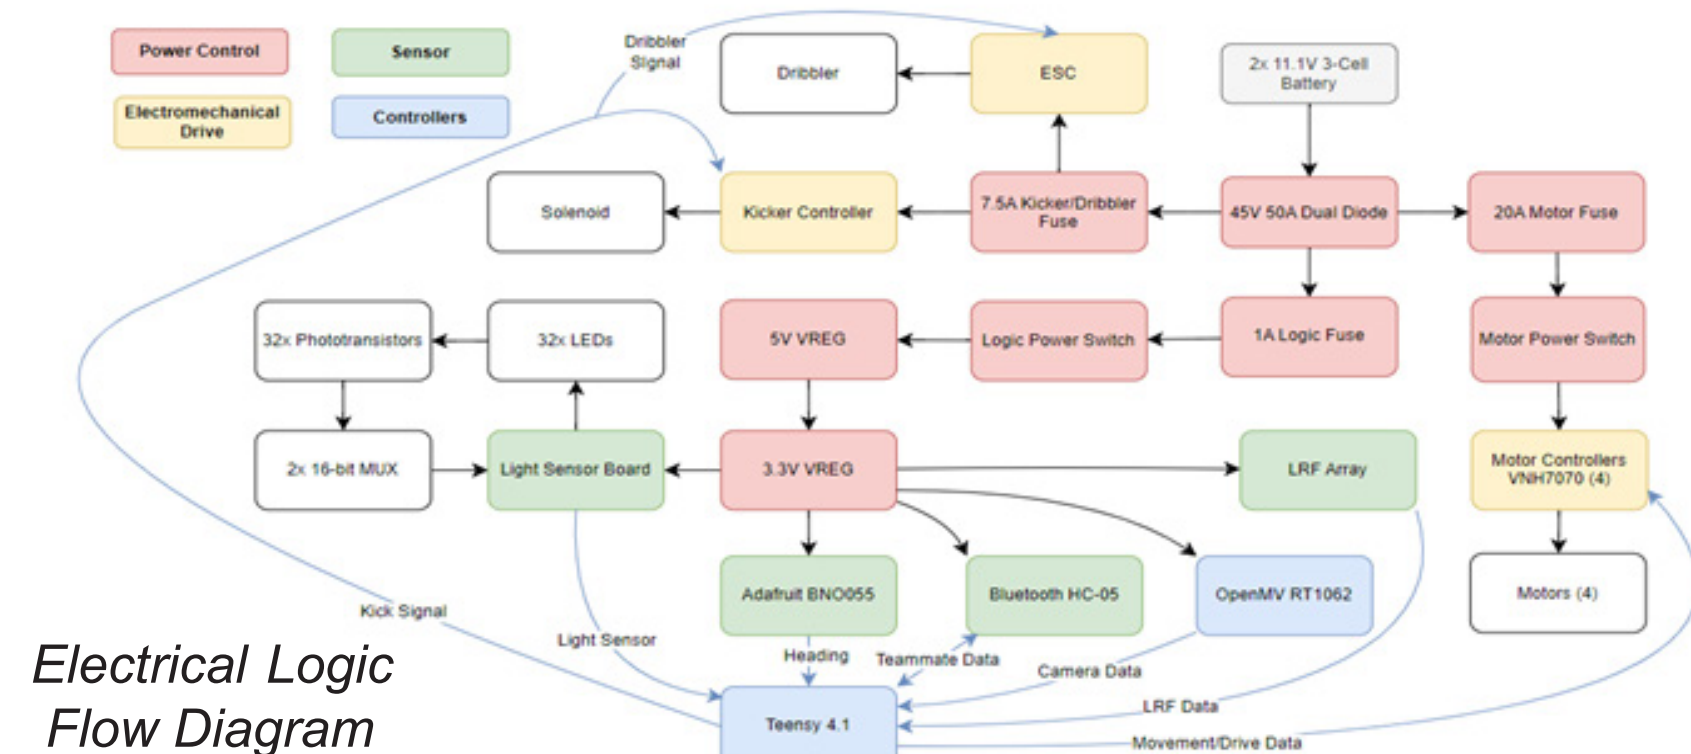 Power Control
Sensor
Electromechanical
Drive
Controllers
Dribbler
Signal
Dribbler
ESC
2x 11.1V 3-Cell
Battery
Solenoid
Kicker Controller
7.5A Kicker/Dribbler
Fuse
45V 50A Dual Diode
20A Motor Fuse
32x Phototransistors
32x LEDs
5V VREG
Logic Power Switch
1A Logic Fuse
Motor Power Switch
2x 16-bit MUX
Light Sensor Board
3.3V VREG
LRF Array
Motor Controllers
VNH7070 (4)
Adafruit BNO055
Bluetooth HC-05
OpenMV RT1062
Motors (4)
Kick Signal
Light Sensor
Heading
Teammate Data
Camera Data
LRF Data
Teensy 4.1
Movement/Drive Data
Electrical Logic
Flow Diagram